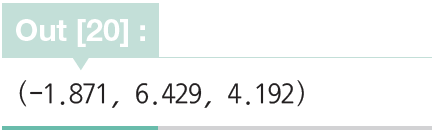 Out [20] :
(-1.871, 6.429, 4.192)